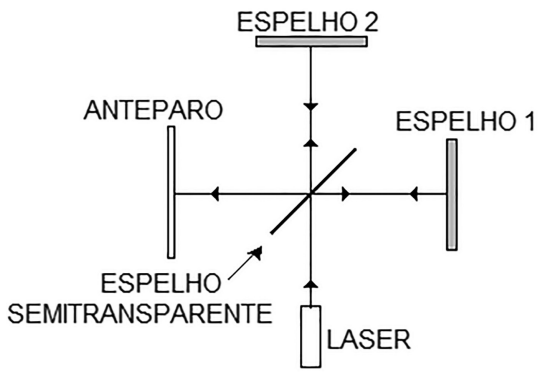 ESPELHO 2
ANTEPARO
ESPELHO 1
ESPELHO
SEMITRANSPARENTE
LASER